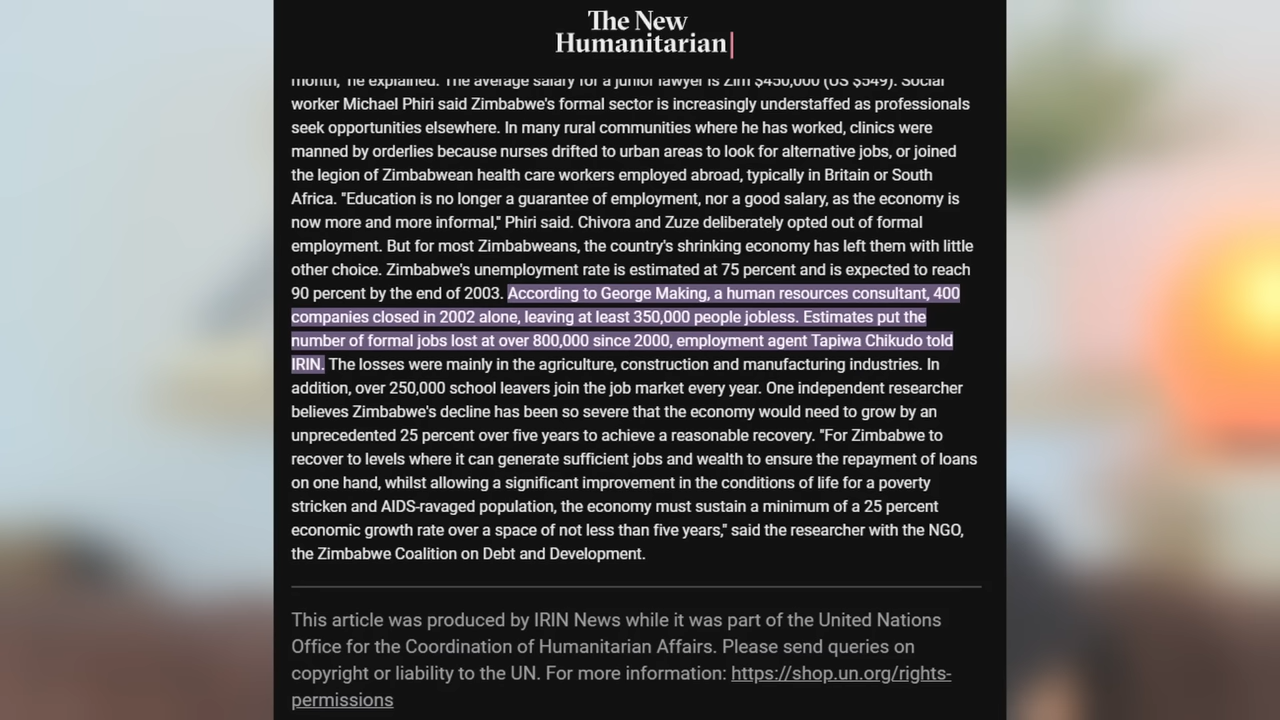 The New
Humanitarian
month," he explained. The average salary for a junior lawyer is Zim $450,000 (US $549). Social
worker Michael Phiri said Zimbabwe's formal sector is increasingly understaffed as professionals
seek opportunities elsewhere. In many rural communities where he has worked, clinics were
manned by orderlies because nurses drifted to urban areas to look for alternative jobs, or joined
the legion of Zimbabwean health care workers employed abroad, typically in Britain or South
Africa. "Education is no longer a guarantee of employment, nor a good salary, as the economy is
now more and more informal," Phiri said. Chivora and Zuze deliberately opted out of formal
employment. But for most Zimbabweans, the country's shrinking economy has left them with little
other choice. Zimbabwe's unemployment rate is estimated at 75 percent and is expected to reach
90 percent by the end of 2003. According to George Making, a human resources consultant, 400
companies closed in 2002 alone, leaving at least 350,000 people jobless. Estimates put the
number of formal jobs lost at over 800,000 since 2000, employment agent Tapiwa Chikudo told
IRIN. The losses were mainly in the agriculture, construction and manufacturing industries. In
addition, over 250,000 school leavers join the job market every year. One independent researcher
believes Zimbabwe's decline has been so severe that the economy would need to grow by an
unprecedented 25 percent over five years to achieve a reasonable recovery. "For Zimbabwe to
recover to levels where it can generate sufficient jobs and wealth to ensure the repayment of loans
on one hand, whilst allowing a significant improvement in the conditions of life for a poverty
stricken and AIDS-ravaged population, the economy must sustain a minimum of a 25 percent
economic growth rate over a space of not less than five years," said the researcher with the NGO,
the Zimbabwe Coalition on Debt and Development.
This article was produced by IRIN News while it was part of the United Nations
Office for the Coordination of Humanitarian Affairs. Please send queries on
copyright or liability to the UN. For more information: https://shop.un.org/rights-
permissions